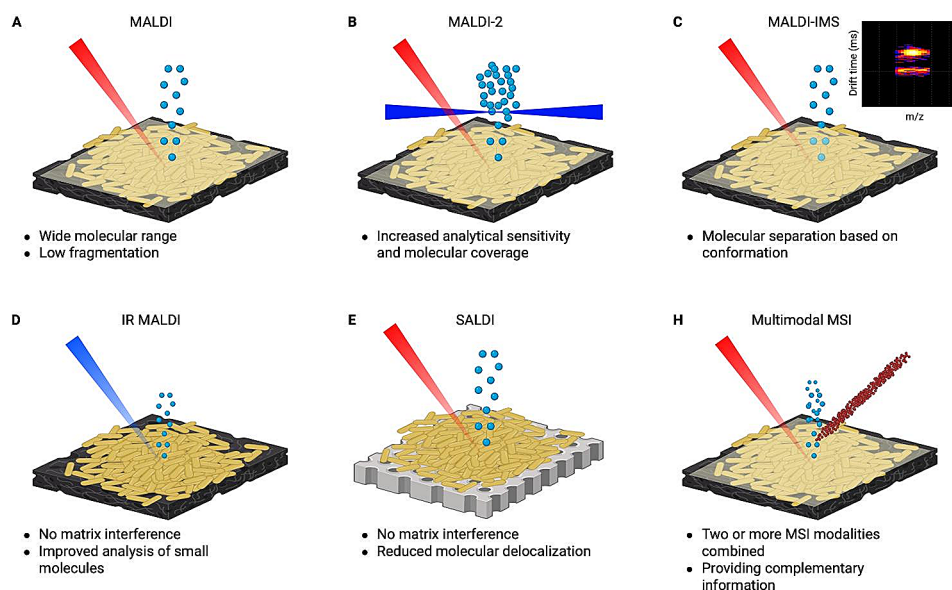 A
MALDI
B
MALDI-2
C
MALDI-IMS
Drift time (ms)
m/z
• Wide molecular range
• Low fragmentation
• Increased analytical sensitivity
and molecular coverage
• Molecular separation based on
conformation
D
IR MALDI
E
SALDI
H
Multimodal MSI
• No matrix interference
• Improved analysis of small
molecules
• No matrix interference
• Reduced molecular delocalization
• Two or more MSI modalities
combined
• Providing complementary
information